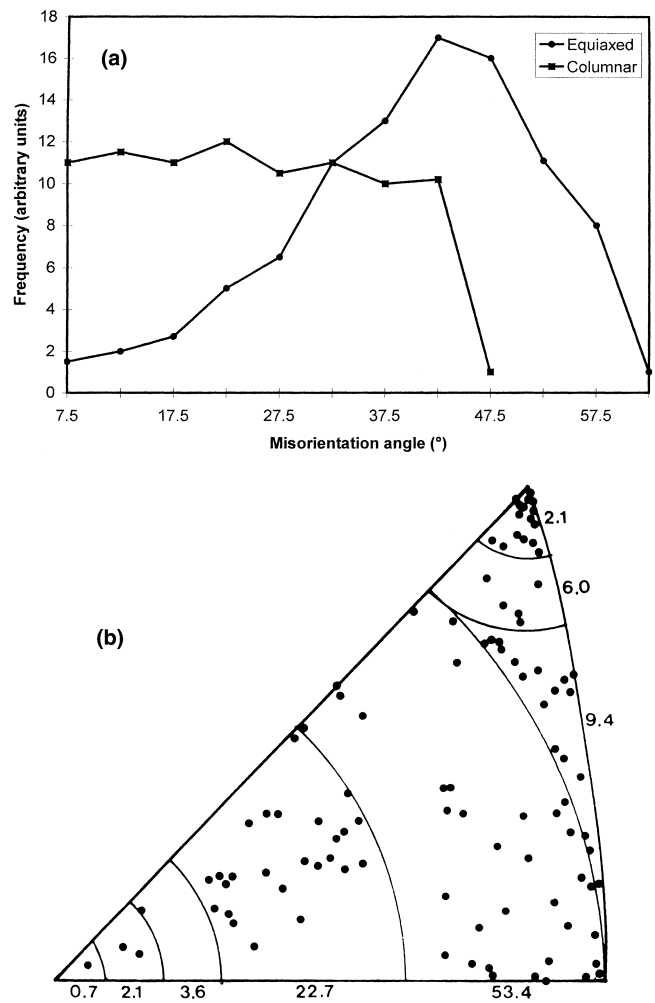 18
(a)
Equiaxed
Columnar
16
14
12
10
8
6
4
2
0
Frequency (arbitrary units)
7.5 17.5 27.5 37.5 47.5 57.5
Misorientation angle (°)
2.1
6.0
(b)
9.4
0.7 2.1 3.6 22.7 53.4